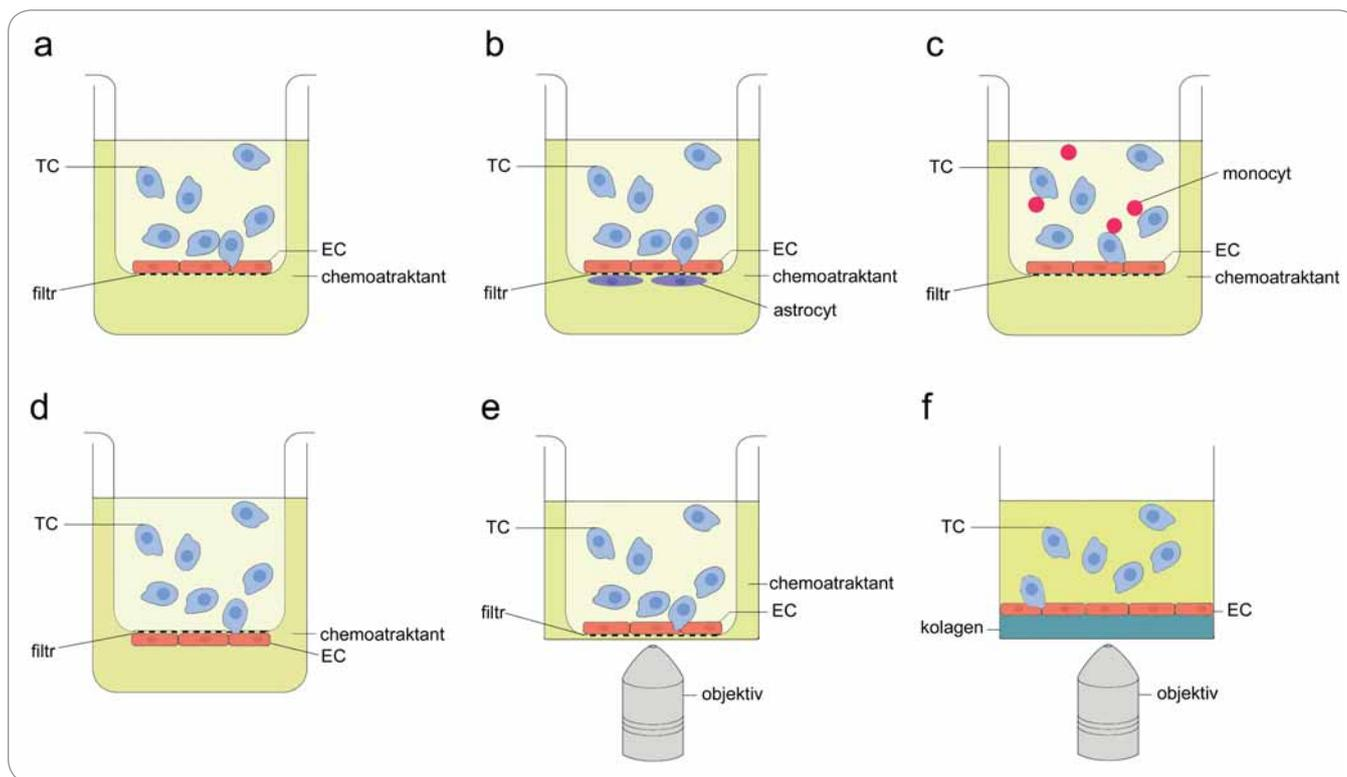 a
TC
EC
chemoatraktant
filtr
b
TC
EC
chemoatraktant
filtr
astrocyt
c
TC
monocyt
EC
chemoatraktant
filtr
d
TC
chemoatraktant
filtr
EC
e
TC
chemoatraktant
EC
filtr
objektiv
f
TC
EC
kolagen
objektiv